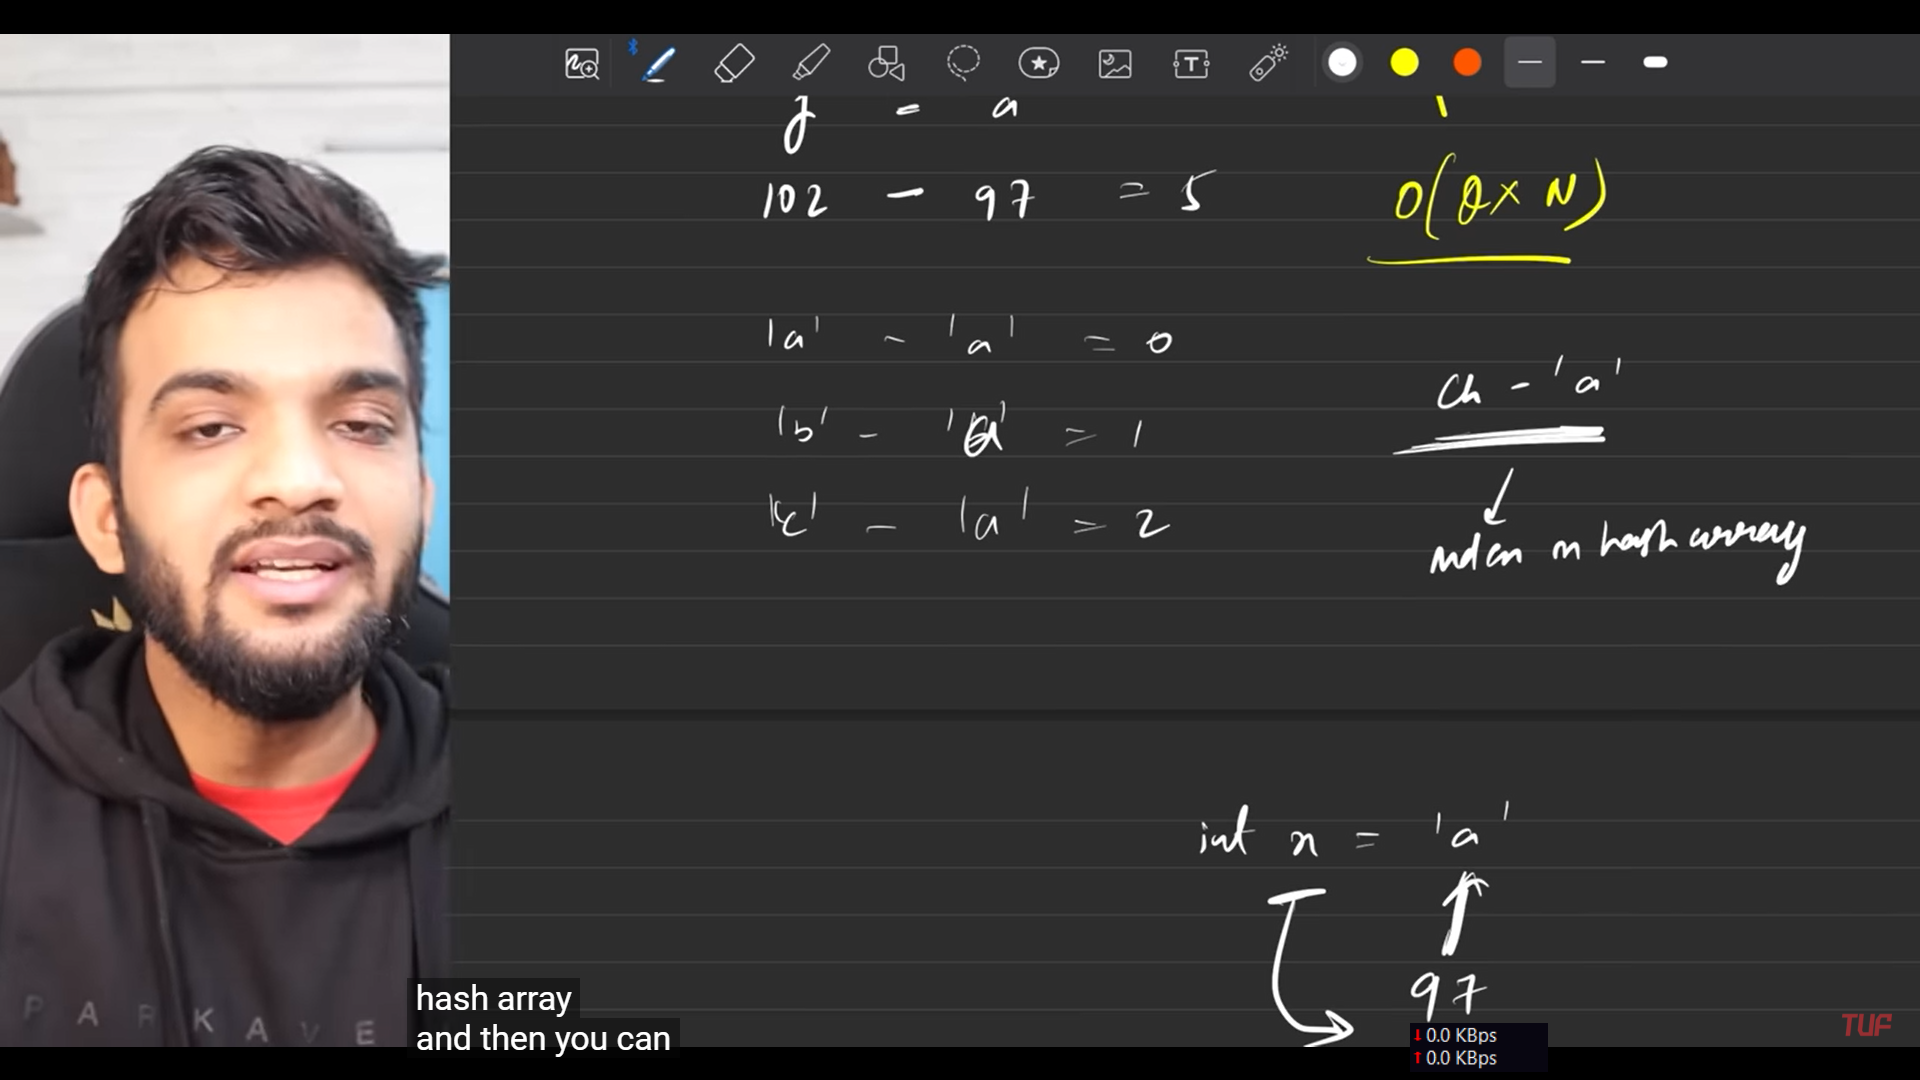 f - a
102 - 97 = 5
O(Q x N)
'a' - 'a' = 0
'b' - 'a' = 1
'c' - 'a' = 2
Ch - 'a'
in hash array
int x = 'a'
97
PARKAVE
hash array
and then you can
TUF
0.0 KBps
0.0 KBps
T